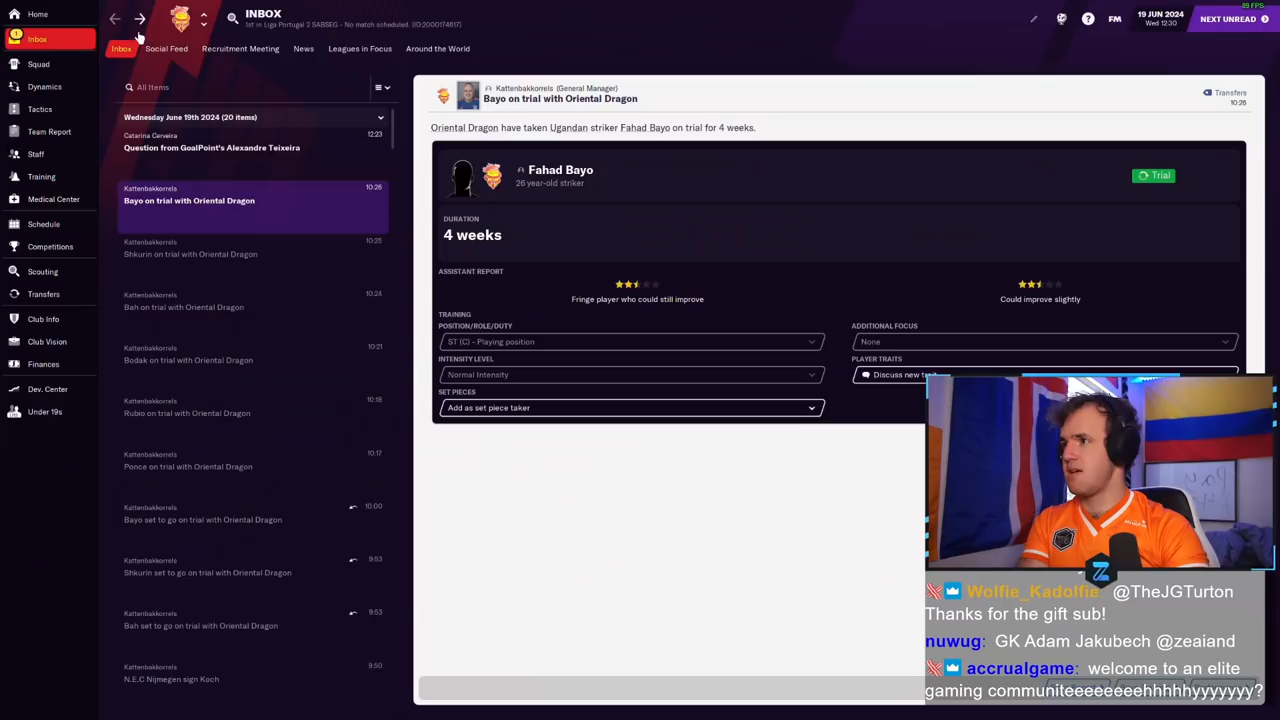 Home
Inbox
1
Squad
Dynamics
Tactics
Team Report
Staff
Training
Medical Center
Schedule
Competitions
Scouting
Transfers
Club Info
Club Vision
Finances
Dev. Center
Under 19s
INBOX
1st in Liga Portugal 2 SABSEG - No match scheduled. (ID:2000174617)
89 FPS
FM
19 JUN 2024
Wed 12:30
NEXT UNREAD
Inbox Social Feed Recruitment Meeting News Leagues in Focus Around the World
All Items
Wednesday June 19th 2024 (20 items)
Catarina Cerveira 12:23
Question from GoalPoint's Alexandre Teixeira
Kattenbakkorrels 10:26
Bayo on trial with Oriental Dragon
Kattenbakkorrels 10:25
Shkurin on trial with Oriental Dragon
Kattenbakkorrels 10:24
Bah on trial with Oriental Dragon
Kattenbakkorrels 10:21
Bodak on trial with Oriental Dragon
Kattenbakkorrels 10:18
Rubio on trial with Oriental Dragon
Kattenbakkorrels 10:17
Ponce on trial with Oriental Dragon
Kattenbakkorrels 10:00
Bayo set to go on trial with Oriental Dragon
Kattenbakkorrels 9:53
Shkurin set to go on trial with Oriental Dragon
Kattenbakkorrels 9:53
Bah set to go on trial with Oriental Dragon
Kattenbakkorrels 9:50
N.E.C Nijmegen sign Koch
Kattenbakkorrels (General Manager)
Bayo on trial with Oriental Dragon
Transfers
10:26
Oriental Dragon have taken Ugandan striker Fahad Bayo on trial for 4 weeks.
Fahad Bayo
26 year-old striker
Trial
DURATION
4 weeks
ASSISTANT REPORT
Fringe player who could still improve
Could improve slightly
TRAINING
POSITION/ROLE/DUTY
ST (C) - Playing position
ADDITIONAL FOCUS
None
INTENSITY LEVEL
Normal Intensity
PLAYER TRAITS
Discuss new trait
SET PIECES
Add as set piece taker
Wolfie_Kadolfie: @TheJGTurton
Thanks for the gift sub!
nuwug: GK Adam Jakubech @zeaiand
accrualgame: welcome to an elite
gaming communiteeeeeeehhhhhyyyyyyy?